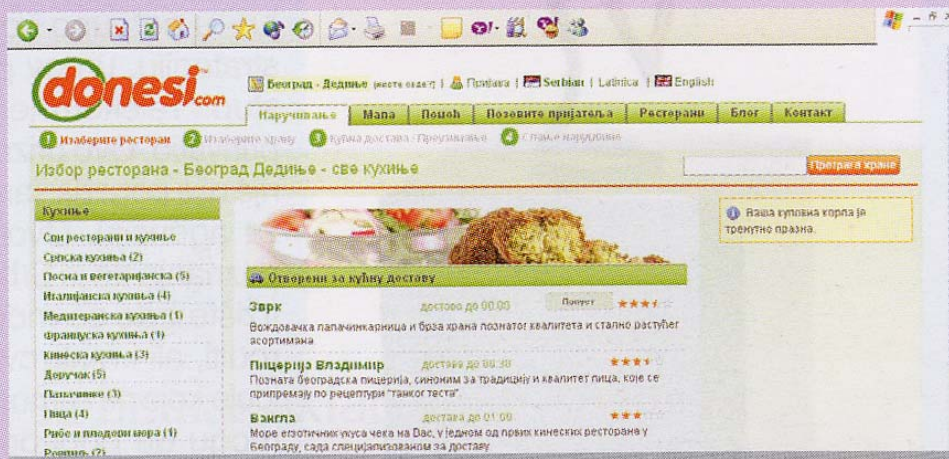 donesi.com
Београд - Дедиње (нисте овде?) | Пријава | Serbian | Latinica | English
Наручивање Мапа Помоћ Позовите пријатеља Ресторани Блог Контакт
1 Изаберите ресторан 2 Изаберите храну 3 Кућна достава / Преузимање 4 Слање наруџбине
Избор ресторана - Београд Дедиње - све кухиње
Претрага хране
Кухиње
Сви ресторани и кухиње
Српска кухиња (2)
Посна и вегетаријанска (5)
Италијанска кухиња (4)
Медитеранска кухиња (1)
Француска кухиња (1)
Кинеска кухиња (3)
Доручак (5)
Палачинке (3)
Пица (4)
Рибе и плодови мора (1)
Роштиљ (2)
Отворени за кућну доставу
Зврк достава до 00:00 Попуст
Вождовачка палачинкарница и брза храна познатог квалитета и стално растућег
асортимана
Пицерија Владимир достава до 00:30
Позната београдска пицерија, синоним за традицију и квалитет пица, које се
припремају по рецептури "танког теста".
Вангла достава до 01:00
Море егзотичних укуса чека на Вас, у једном од првих кинеских ресторана у
Београду, сада специјализованом за доставу
Ваша куповна корпа је
тренутно празна.